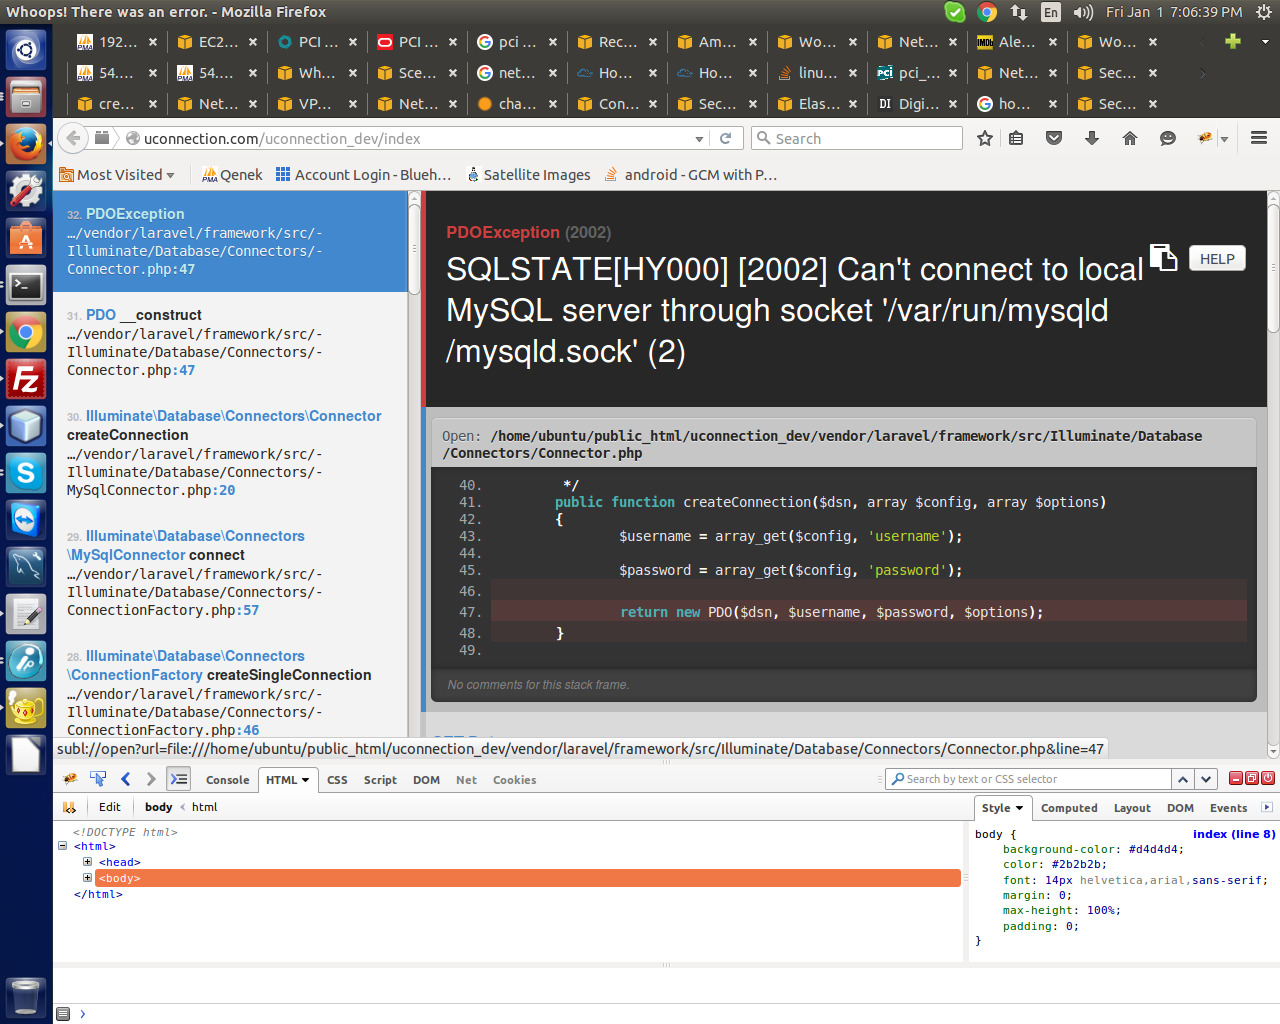 Whoops! There was an error. - Mozilla Firefox
En
Fri Jan 1 7:06:39 PM
192... EC2... PCI ... PCI ... pci ... Rec... Am... Wo... Net... Ale... Wo...
54.... 54.... Wh... Sce... net... Ho... Ho... linu... pci_... Net... Sec...
cre... Net... VP... Net... cha... Con... Sec... Elas... Digi... ho... Sec...
uconnection.com/uconnection_dev/index
Search
Most Visited
Qenek
Account Login - Blueh...
Satellite Images
android - GCM with P...
32. PDOException
…/vendor/laravel/framework/src/-
Illuminate/Database/Connectors/-
Connector.php:47
31. PDO __construct
…/vendor/laravel/framework/src/-
Illuminate/Database/Connectors/-
Connector.php:47
30. Illuminate\Database\Connectors\Connector
createConnection
…/vendor/laravel/framework/src/-
Illuminate/Database/Connectors/-
MySqlConnector.php:20
29. Illuminate\Database\Connectors
\MySqlConnector connect
…/vendor/laravel/framework/src/-
Illuminate/Database/Connectors/-
ConnectionFactory.php:57
28. Illuminate\Database\Connectors
\ConnectionFactory createSingleConnection
…/vendor/laravel/framework/src/-
Illuminate/Database/Connectors/-
ConnectionFactory.php:46
PDOException (2002)
SQLSTATE[HY000] [2002] Can't connect to local
MySQL server through socket '/var/run/mysqld
/mysqld.sock' (2)
HELP
Open: /home/ubuntu/public_html/uconnection_dev/vendor/laravel/framework/src/Illuminate/Database
/Connectors/Connector.php
40. */
41. public function createConnection($dsn, array $config, array $options)
42. {
43. $username = array_get($config, 'username');
44.
45. $password = array_get($config, 'password');
46.
47. return new PDO($dsn, $username, $password, $options);
48. }
49.
No comments for this stack frame.
subl://open?url=file:///home/ubuntu/public_html/uconnection_dev/vendor/laravel/framework/src/Illuminate/Database/Connectors/Connector.php&line=47
Console HTML CSS Script DOM Net Cookies
Search by text or CSS selector
Edit body < html
Style Computed Layout DOM Events
<!DOCTYPE html>
<html>
<head>
<body>
</html>
body { index (line 8)
background-color: #d4d4d4;
color: #2b2b2b;
font: 14px helvetica,arial,sans-serif;
margin: 0;
max-height: 100%;
padding: 0;
}